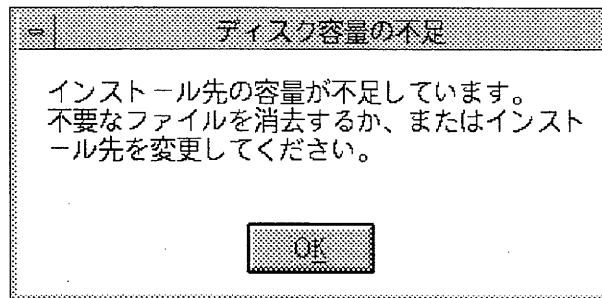 ディスク容量の不足
インストール先の容量が不足しています。
不要なファイルを消去するか、またはインスト
ール先を変更してください。
OK